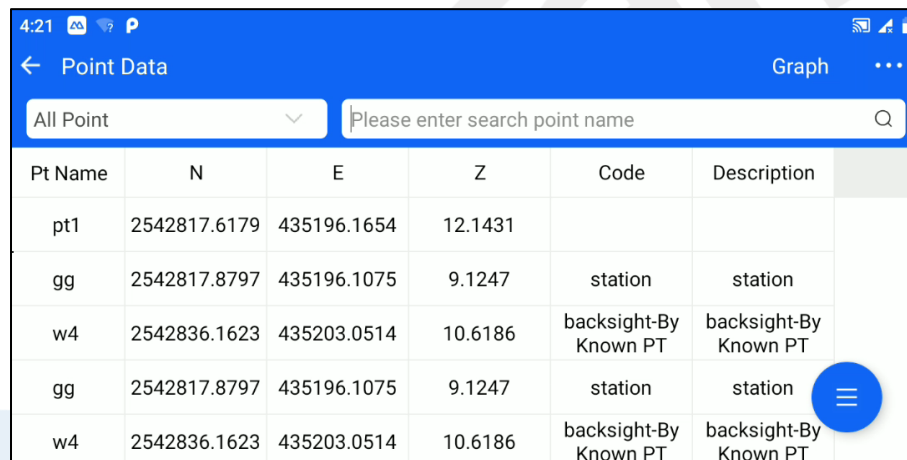 4:21
Point Data Graph
All Point Please enter search point name
Pt Name N E Z Code Description
pt1 2542817.6179 435196.1654 12.1431
gg 2542817.8797 435196.1075 9.1247 station station
w4 2542836.1623 435203.0514 10.6186 backsight-By Known PT backsight-By Known PT
gg 2542817.8797 435196.1075 9.1247 station station
w4 2542836.1623 435203.0514 10.6186 backsight-By Known PT backsight-By Known PT